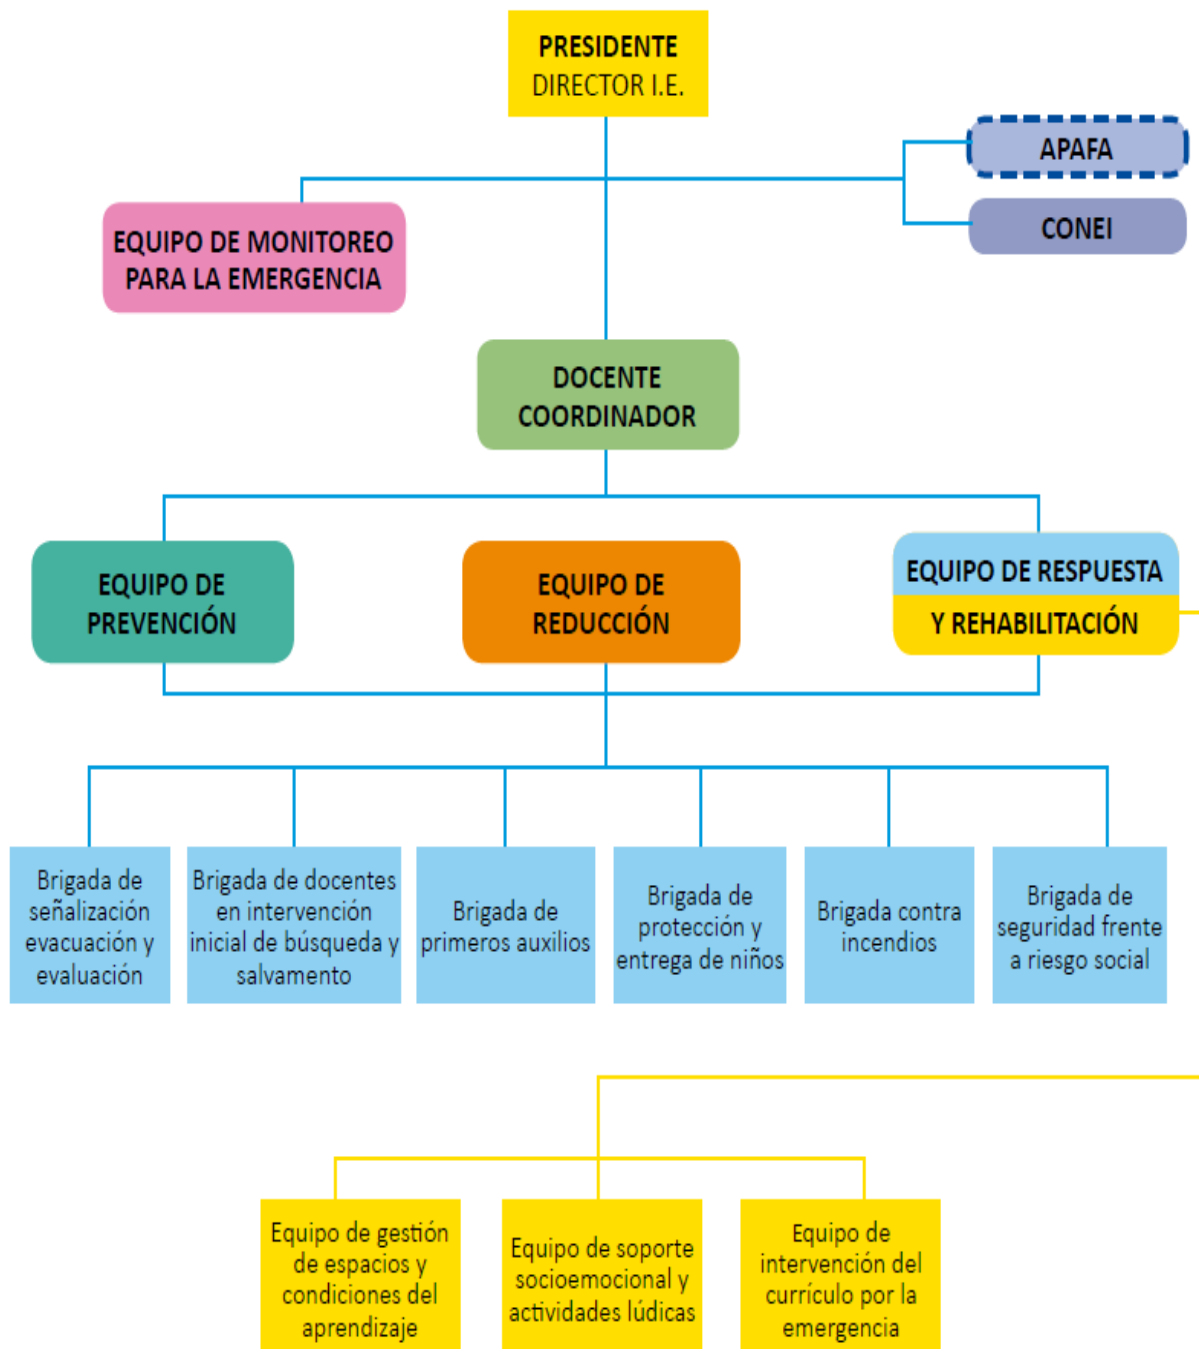 PRESIDENTE
DIRECTOR I.E.
APAFA
CONEI
EQUIPO DE MONITOREO
PARA LA EMERGENCIA
DOCENTE
COORDINADOR
EQUIPO DE
PREVENCIÓN
EQUIPO DE
REDUCCIÓN
EQUIPO DE RESPUESTA
Y REHABILITACIÓN
Brigada de
señalización
evacuación y
evaluación
Brigada de docentes
en intervención
inicial de búsqueda y
salvamento
Brigada de
primeros auxilios
Brigada de
protección y
entrega de niños
Brigada contra
incendios
Brigada de
seguridad frente
a riesgo social
Equipo de gestión
de espacios y
condiciones del
aprendizaje
Equipo de soporte
socioemocional y
actividades lúdicas
Equipo de
intervención del
currículo por la
emergencia